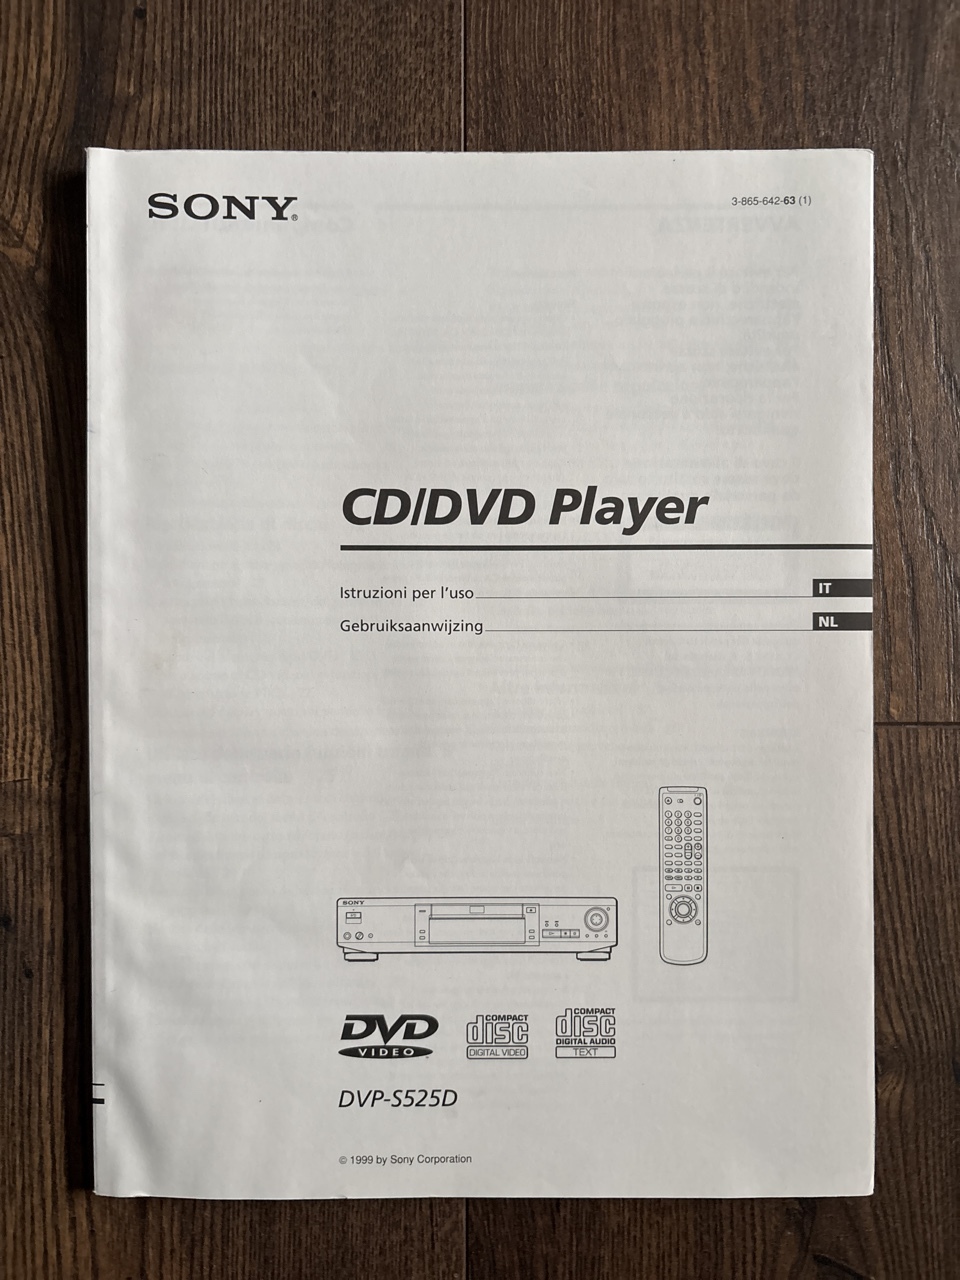 SONY®
3-865-642-63 (1)
CD/DVD Player
Istruzioni per l'uso
IT
Gebruiksaanwijzing
NL
SONY
DVD
VIDEO
COMPACT
disc
DIGITAL VIDEO
COMPACT
disc
DIGITAL AUDIO
TEXT
DVP-S525D
© 1999 by Sony Corporation